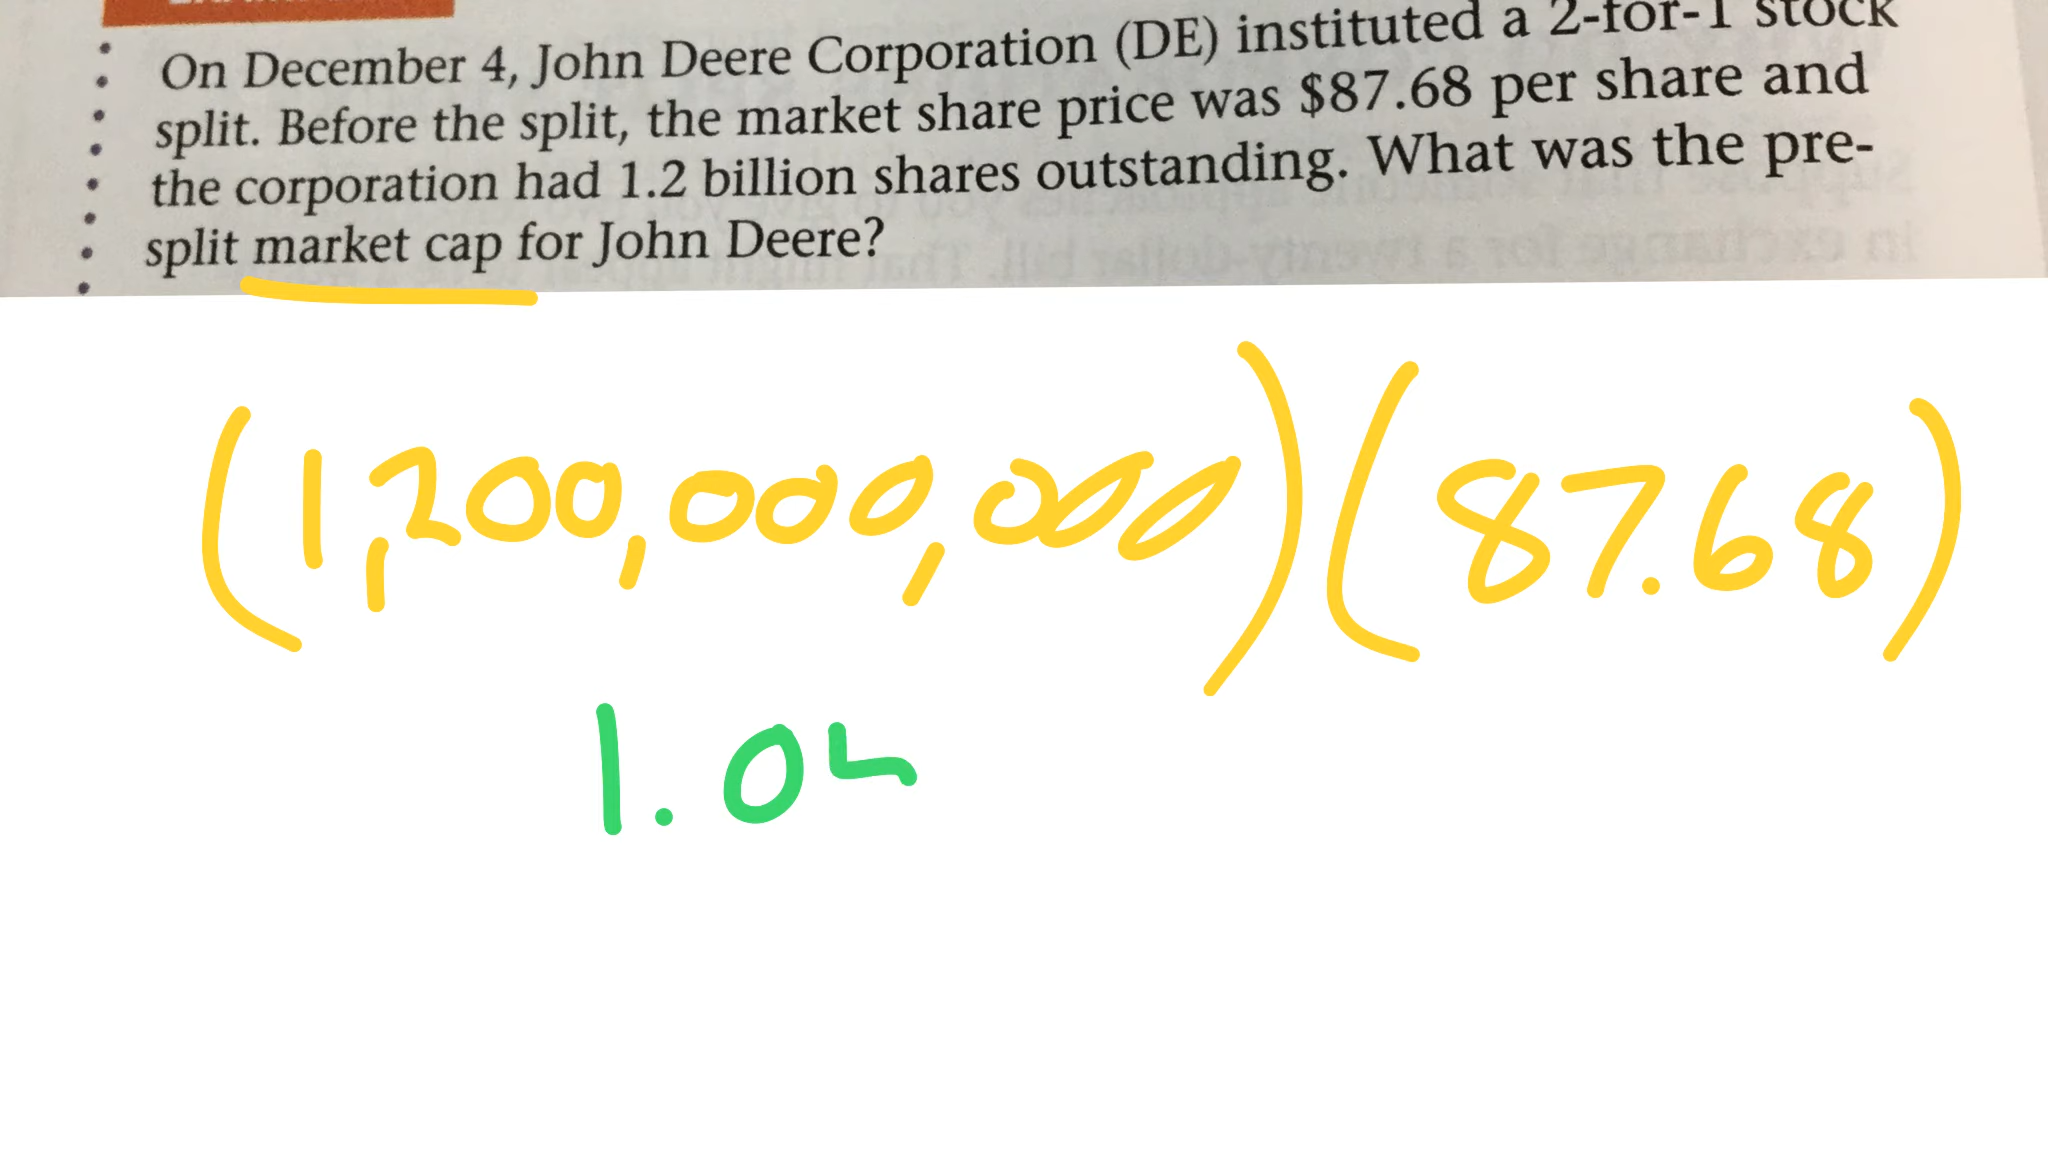 On December 4, John Deere Corporation (DE) instituted a 2-for-1 stock
split. Before the split, the market share price was $87.68 per share and
the corporation had 1.2 billion shares outstanding. What was the pre-
split market cap for John Deere?
(1,200,000,000)(87.68)
1.0